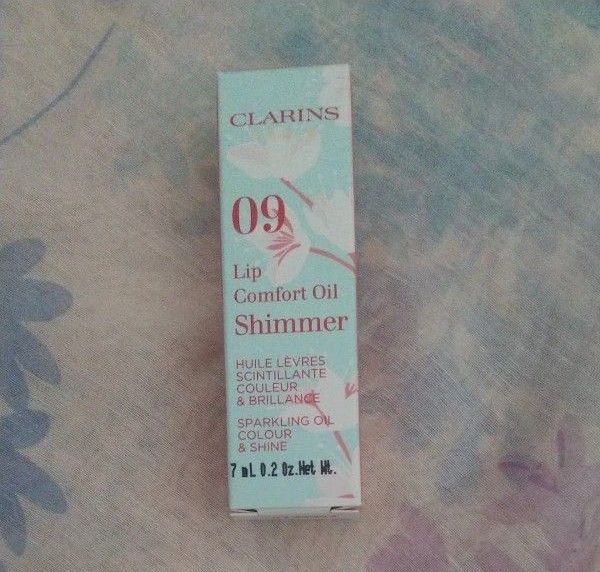 CLARINS
09
Lip
Comfort Oil
Shimmer
HUILE LÈVRES
SCINTILLANTE
COULEUR
& BRILLANCE
SPARKLING OIL
COLOUR
& SHINE
7 mL 0.2 Oz.Net Wt.